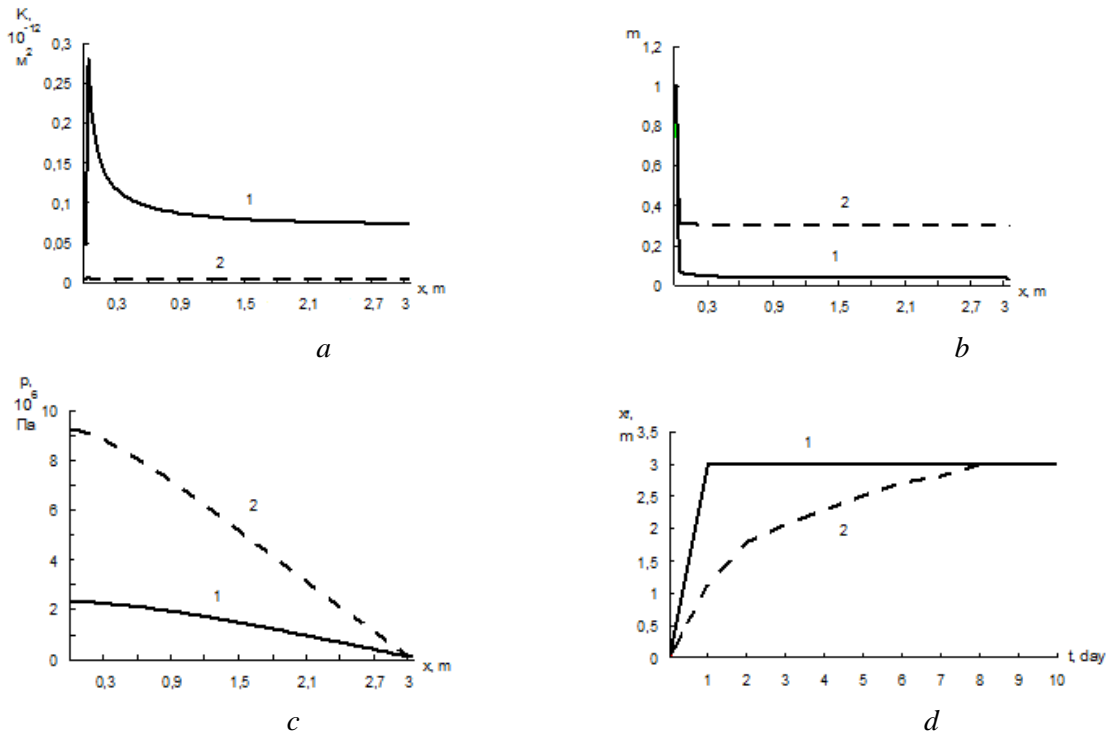 K,
10⁻¹²
м²
0,3
0,25
0,2
0,15
0,1
0,05
0
1
2
0,3 0,9 1,5 2,1 2,7 3 x, m
a
m
1,2
1
0,8
0,6
0,4
0,2
0
2
1
0,3 0,9 1,5 2,1 2,7 3 x, m
b
p,
10⁶
Па
10
8
6
4
2
0
2
1
0,3 0,9 1,5 2,1 2,7 3 x, m
c
m
3,5
3
2,5
2
1,5
1
0,5
0
1
2
1 2 3 4 5 6 7 8 9 10
t, day
d